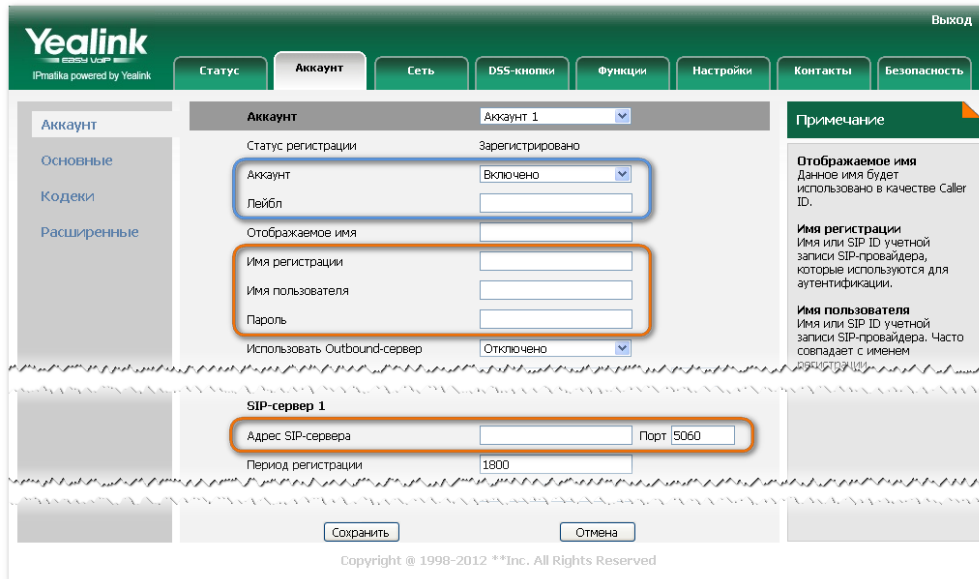 Выход
Yealink
EASY VoIP
IPmatika powered by Yealink
Статус
Аккаунт
Сеть
DSS-кнопки
Функции
Настройки
Контакты
Безопасность
Аккаунт
Основные
Кодеки
Расширенные
Аккаунт Аккаунт 1
Статус регистрации Зарегистрировано
Аккаунт Включено
Лейбл
Отображаемое имя
Имя регистрации
Имя пользователя
Пароль
Использовать Outbound-сервер Отключено
SIP-сервер 1
Адрес SIP-сервера Порт 5060
Период регистрации 1800
Сохранить Отмена
Примечание
Отображаемое имя
Данное имя будет
использовано в качестве Caller
ID.
Имя регистрации
Имя или SIP ID учетной
записи SIP-провайдера,
которые используются для
аутентификации.
Имя пользователя
Имя или SIP ID учетной
записи SIP-провайдера. Часто
совпадает с именем
регистрации
Copyright @ 1998-2012 **Inc. All Rights Reserved